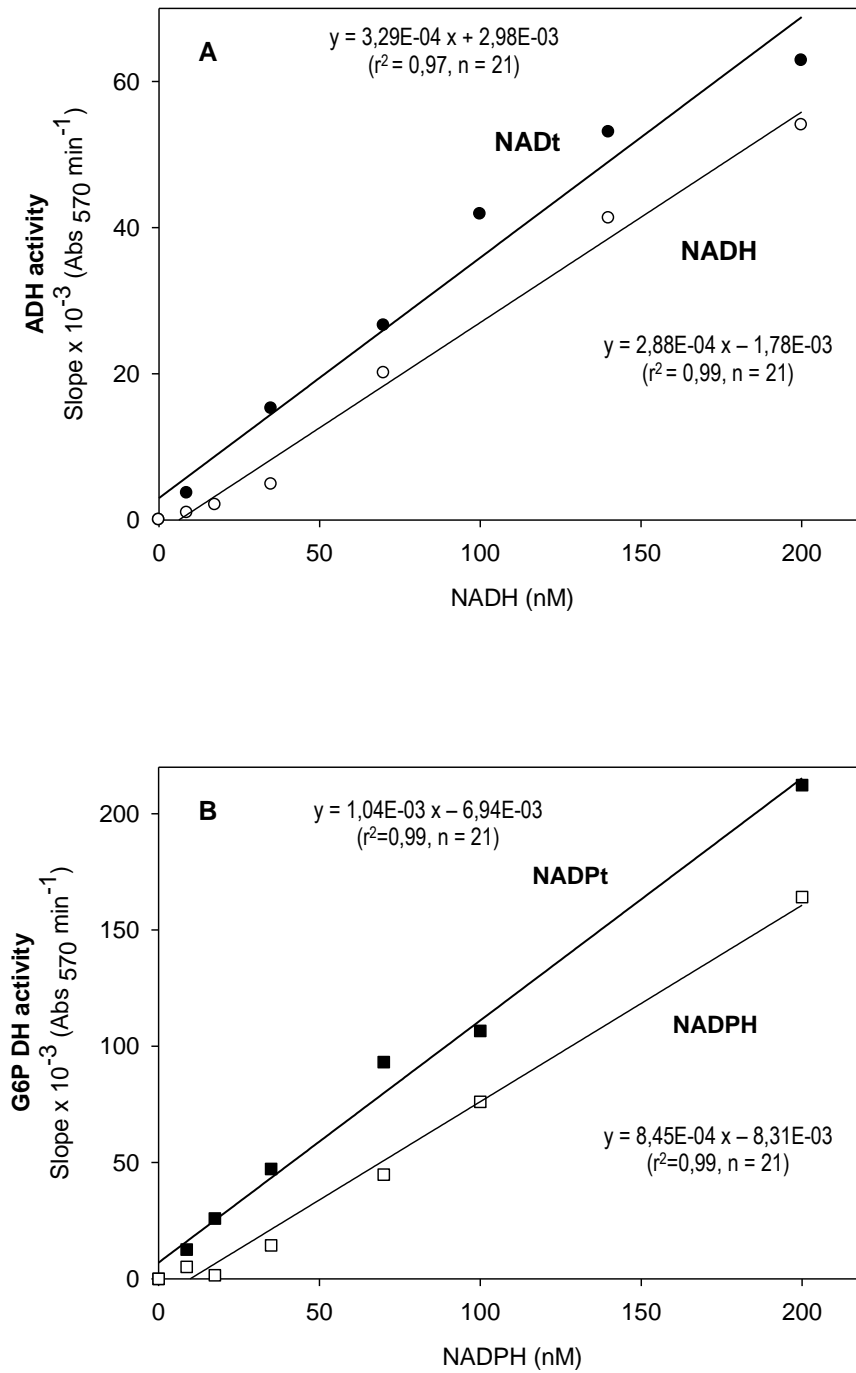 A
y = 3,29E-04 x + 2,98E-03
(r² = 0,97, n = 21)
NADt
NADH
y = 2,88E-04 x – 1,78E-03
(r² = 0,99, n = 21)
ADH activity
Slope x 10⁻³ (Abs ₅₇₀ min⁻¹)
60
40
20
0
0 50 100 150 200
NADH (nM)
B
y = 1,04E-03 x – 6,94E-03
(r²=0,99, n = 21)
NADPt
NADPH
y = 8,45E-04 x – 8,31E-03
(r²=0,99, n = 21)
G6P DH activity
Slope x 10⁻³ (Abs ₅₇₀ min⁻¹)
200
150
100
50
0
0 50 100 150 200
NADPH (nM)